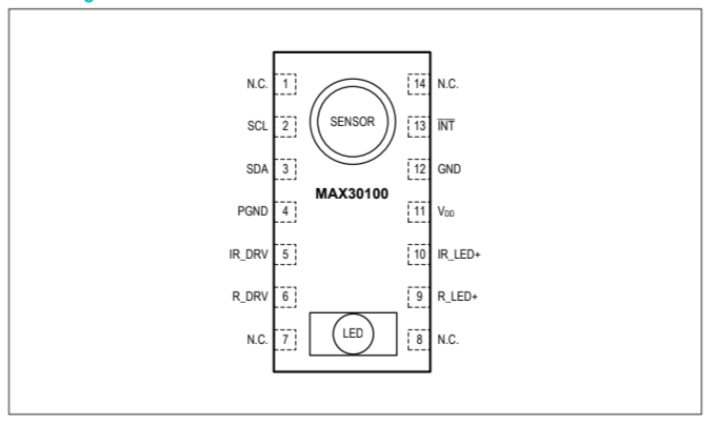 N.C. 1 14 N.C.
SCL 2 SENSOR 13 INT
SDA 3 12 GND
MAX30100
PGND 4 11 VDD
IR_DRV 5 10 IR_LED+
R_DRV 6 9 R_LED+
N.C. 7 LED 8 N.C.